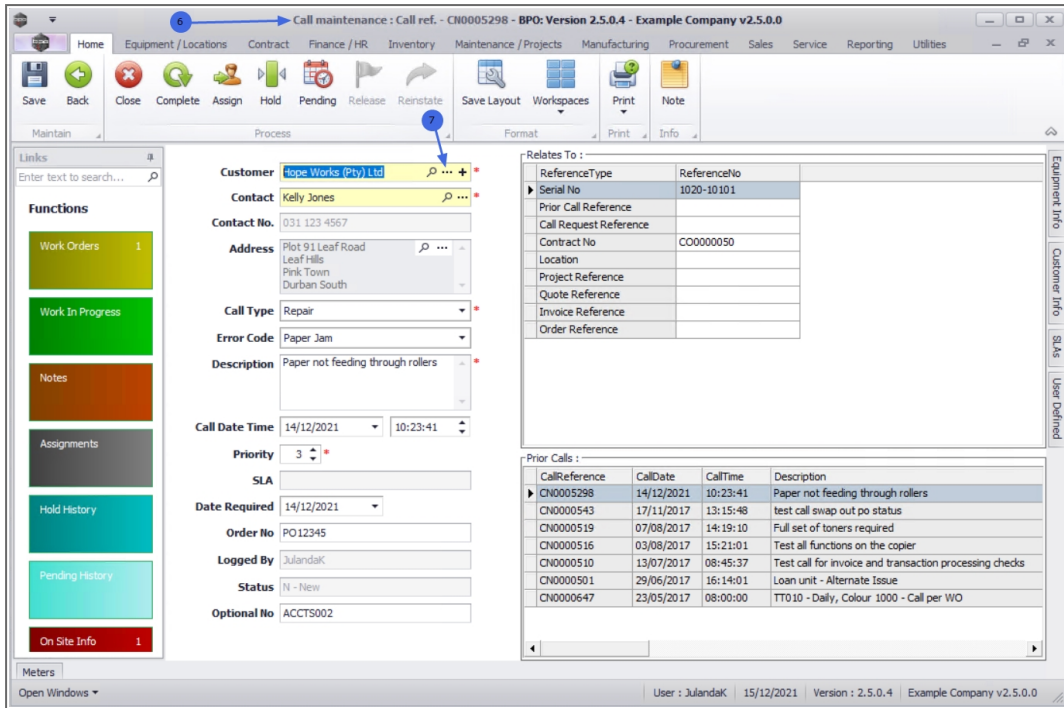 6
Call maintenance : Call ref. - CN0005298 - BPO: Version 2.5.0.4 - Example Company v2.5.0.0
Home Equipment / Locations Contract Finance / HR Inventory Maintenance / Projects Manufacturing Procurement Sales Service Reporting Utilities
Save Back Close Complete Assign Hold Pending Release Reinstate Save Layout Workspaces Print Note
7
Maintain Process Format Print Info
Links
Enter text to search...
Functions
Work Orders 1
Work In Progress
Notes
Assignments
Hold History
Pending History
On Site Info 1
Customer Hope Works (Pty) Ltd *
Contact Kelly Jones *
Contact No. 031 123 4567
Address Plot 91 Leaf Road
Leaf Hills
Pink Town
Durban South
Call Type Repair *
Error Code Paper Jam
Description Paper not feeding through rollers *
Call Date Time 14/12/2021 10:23:41
Priority 3 *
SLA
Date Required 14/12/2021
Order No PO12345
Logged By JulandaK
Status N - New
Optional No ACCTS002
Relates To :
ReferenceType ReferenceNo
Serial No 1020-10101
Prior Call Reference
Call Request Reference
Contract No CO0000050
Location
Project Reference
Quote Reference
Invoice Reference
Order Reference
Prior Calls :
CallReference CallDate CallTime Description
CN0005298 14/12/2021 10:23:41 Paper not feeding through rollers
CN0000543 17/11/2017 13:15:48 test call swap out po status
CN0000519 07/08/2017 14:19:10 Full set of toners required
CN0000516 03/08/2017 15:21:01 Test all functions on the copier
CN0000510 13/07/2017 08:45:37 Test call for invoice and transaction processing checks
CN0000501 29/06/2017 16:14:01 Loan unit - Alternate Issue
CN0000647 23/05/2017 08:00:00 TT010 - Daily, Colour 1000 - Call per WO
Equipment Info
Customer Info
SLAs
User Defined
Meters
Open Windows User : JulandaK 15/12/2021 Version : 2.5.0.4 Example Company v2.5.0.0